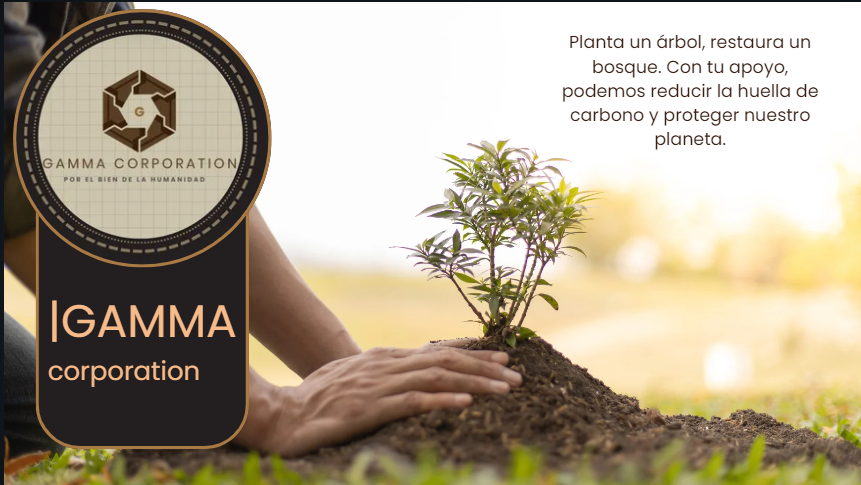 G
GAMMA CORPORATION
POR EL BIEN DE LA HUMANIDAD
|GAMMA
corporation
Planta un árbol, restaura un
bosque. Con tu apoyo,
podemos reducir la huella de
carbono y proteger nuestro
planeta.